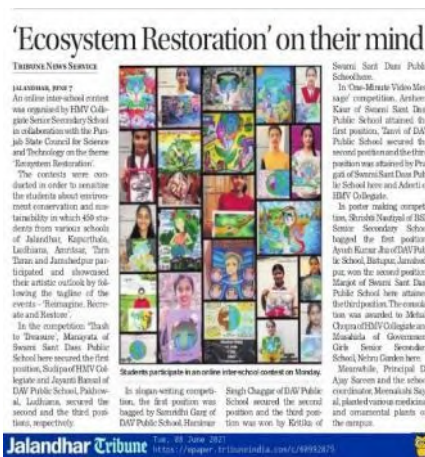 'Ecosystem Restoration' on their mind
TRIBUNE NEWS SERVICE
JALANDHAR, JUNE 7
An online inter-school contest
was organised by HMV Colle-
giate Senior Secondary School
in collaboration with the Pun-
jab State Council for Science
and Technology on the theme
'Ecosystem Restoration'.
The contests were con-
ducted in order to sensitise
the students about environ-
ment conservation and sus-
tainability in which 450 stu-
dents from various schools
of Jalandhar, Kapurthala,
Ludhiana, Amritsar, Tarn
Taran and Jamshedpur par-
ticipated and showcased
their artistic outlook by fol-
lowing the tagline of the
events - 'Reimagine, Recre-
ate and Restore'.
In the competition 'Trash
to Treasure', Manayata of
Swami Sant Dass Public
School here secured the first
position, Sudipa of HMV Col-
legiate and Jayanti Bansal of
DAV Public School, Pakhow-
al, Ludhiana, secured the
second and the third posi-
tions, respectively.
Students participate in an online inter-school contest on Monday.
In slogan-writing competi-
tion, the first position was
bagged by Samridhi Garg of
DAV Public School, Harsimar
Singh Chaggar of DAV Public
School secured the second
position and the third posi-
tion was won by Kritika of
Swami Sant Dass Public
School here.
In 'One-Minute Video Mes-
sage' competition,
Kaur of Swami Sant Dass
Public School attained the
first position, Tanvi of DAV
Public School secured the
second position and the third
position was attained by Pra-
gati of Swami Sant Dass Pub-
lic School here and Aderti of
HMV Collegiate.
In poster making competi-
tion, Shrishti Nautiyal of BSF
Senior Secondary School
bagged the first position,
Ayush Kumar Jha of DAV Pub-
lic School, Bistupur, Jamshed-
pur, won the second position,
Manjot of Swami Sant Dass
Public School here attained
the third position. The consola-
tion was awarded to
Chopra of HMV Collegiate and
of Government
Girls Senior Secondary
School, Nehru Garden here.
Meanwhile, Principal Dr
Ajay Sareen and the school
coordinator, Meenakshi Say-
al, planted various medicinal
and ornamental plants on
the campus.
Jalandhar Tribune
Tue, 08 June 2021
https://epaper.tribuneindia.com/c/60992875